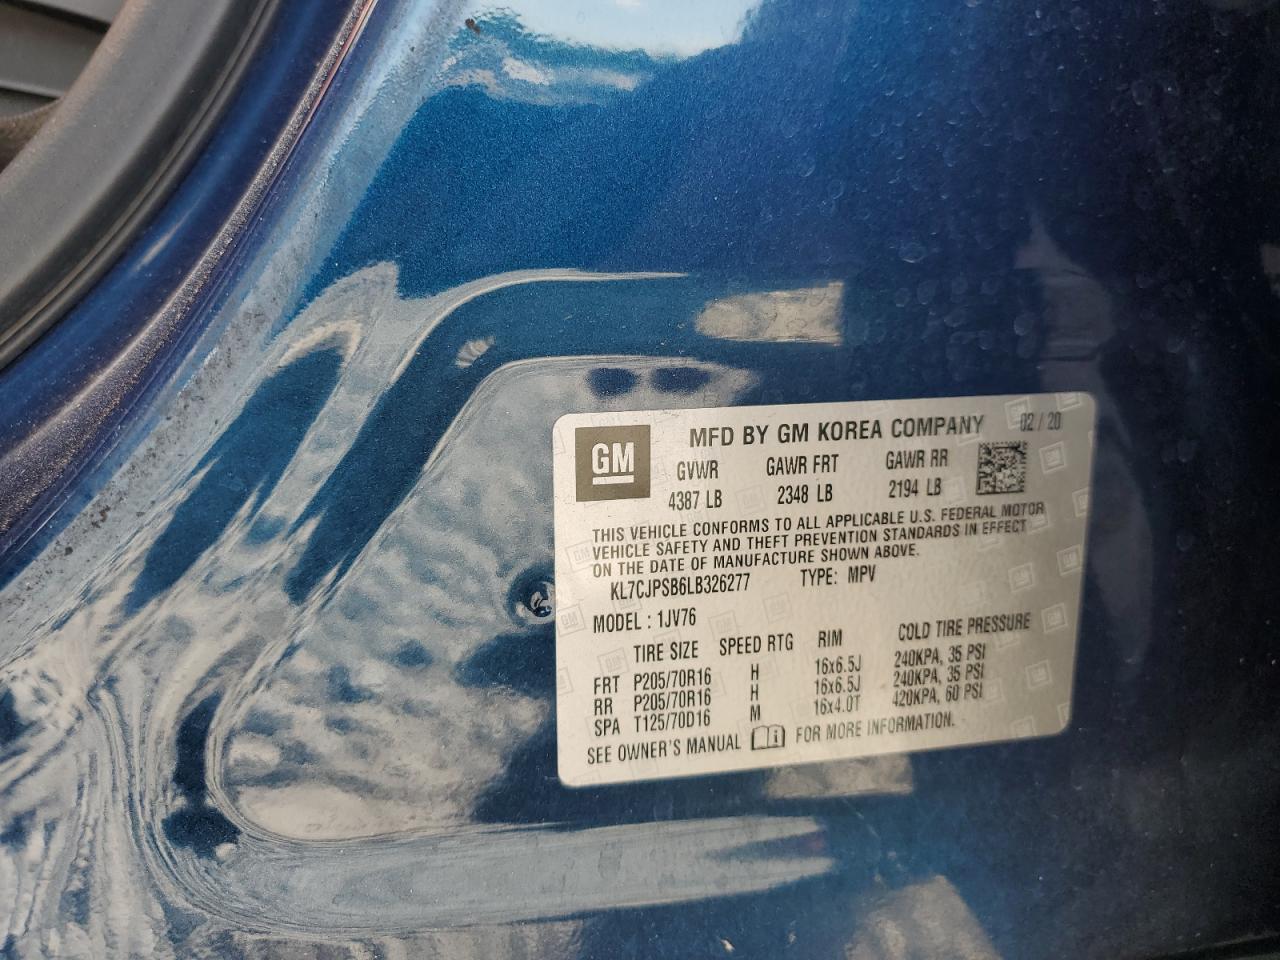 GM
MFD BY GM KOREA COMPANY 02 / 20
GVWR GAWR FRT GAWR RR
4387 LB 2348 LB 2194 LB
THIS VEHICLE CONFORMS TO ALL APPLICABLE U.S. FEDERAL MOTOR
VEHICLE SAFETY AND THEFT PREVENTION STANDARDS IN EFFECT
ON THE DATE OF MANUFACTURE SHOWN ABOVE.
KL7CJPSB6LB326277 TYPE: MPV
MODEL : 1JV76
TIRE SIZE SPEED RTG RIM COLD TIRE PRESSURE
FRT P205/70R16 H 16x6.5J 240KPA, 35 PSI
RR P205/70R16 H 16x6.5J 240KPA, 35 PSI
SPA T125/70D16 M 16x4.0T 420KPA, 60 PSI
SEE OWNER'S MANUAL FOR MORE INFORMATION.